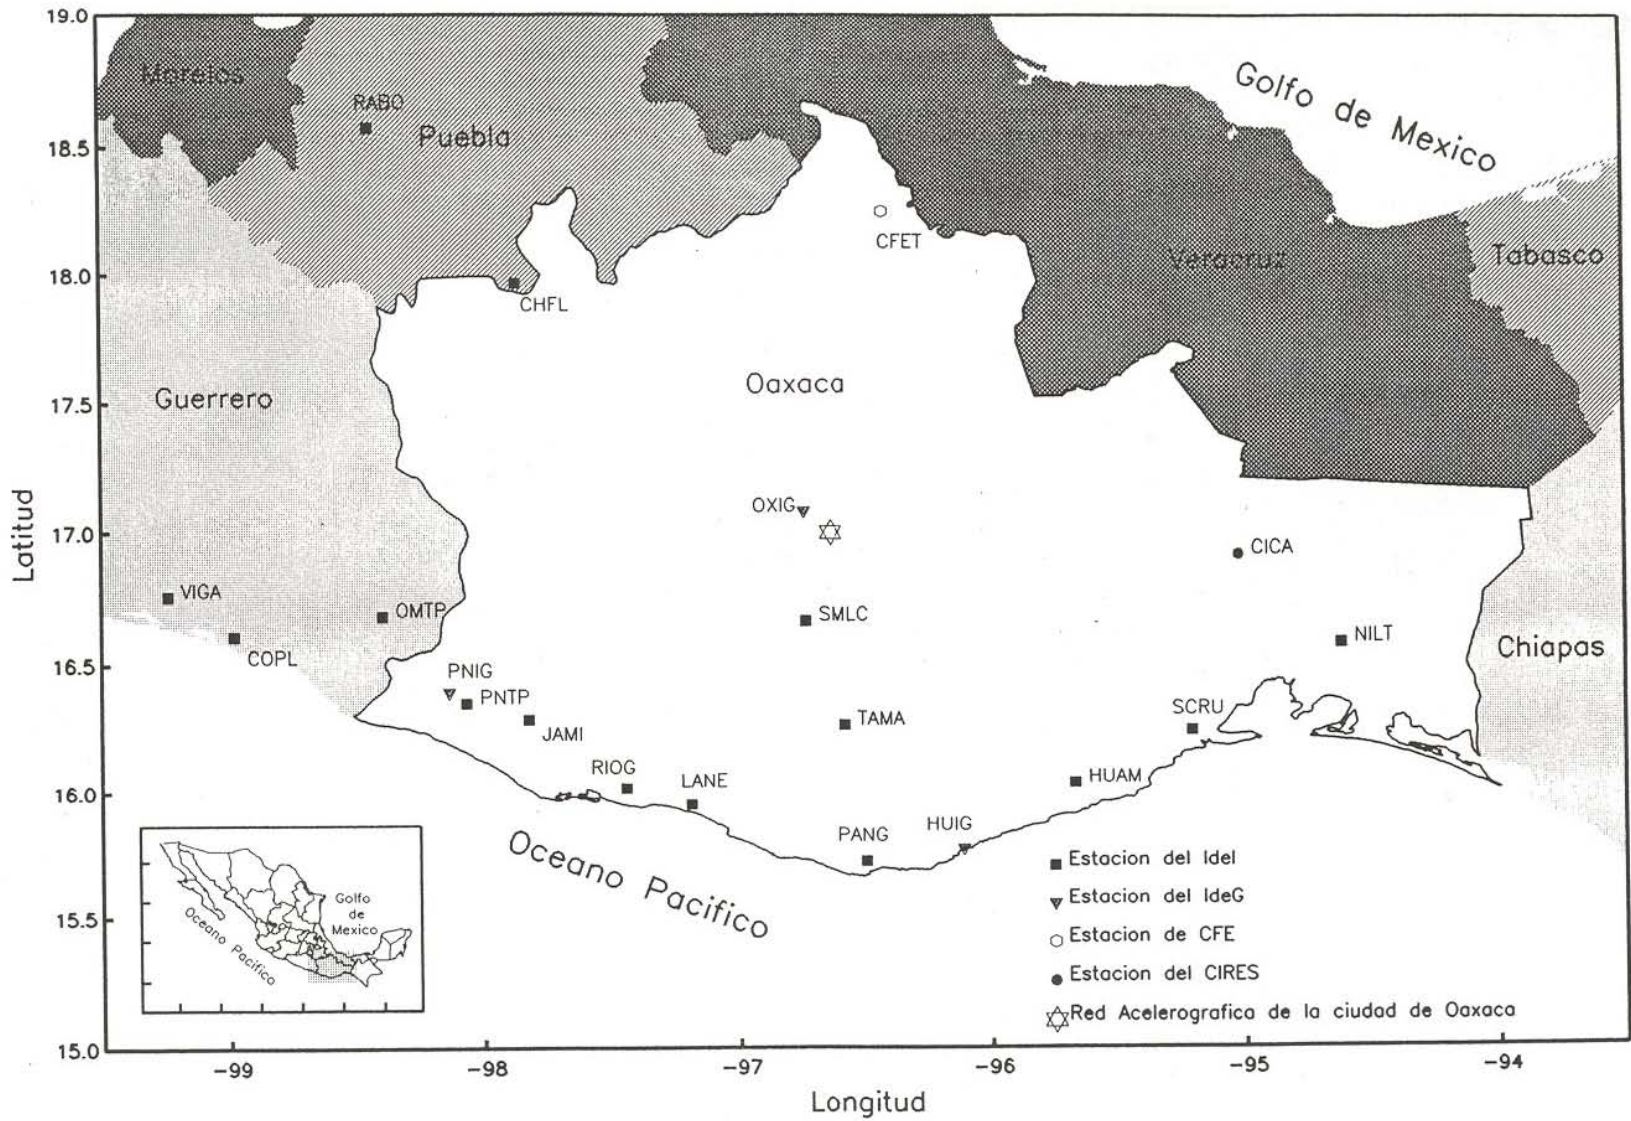 19.0
18.5
18.0
17.5
17.0
16.5
16.0
15.5
15.0
Latitud
-99
-98
-97
-96
-95
-94
Longitud
Morelos
RABO
Puebla
Golfo de Mexico
CFET
Veracruz
Tabasco
CHFL
Guerrero
Oaxaca
OXIG
CICA
VIGA
OMTP
SMLC
NILT
COPL
Chiapas
PNIG
PNTP
JAMI
TAMA
SCRU
RIOG
LANE
HUAM
PANG
HUIG
Oceano Pacifico
Estacion del IdeI
Estacion del IdeG
Estacion de CFE
Estacion del CIRES
Red Acelerografica de la ciudad de Oaxaca
Golfo
de
Mexico
Oceano Pacifico